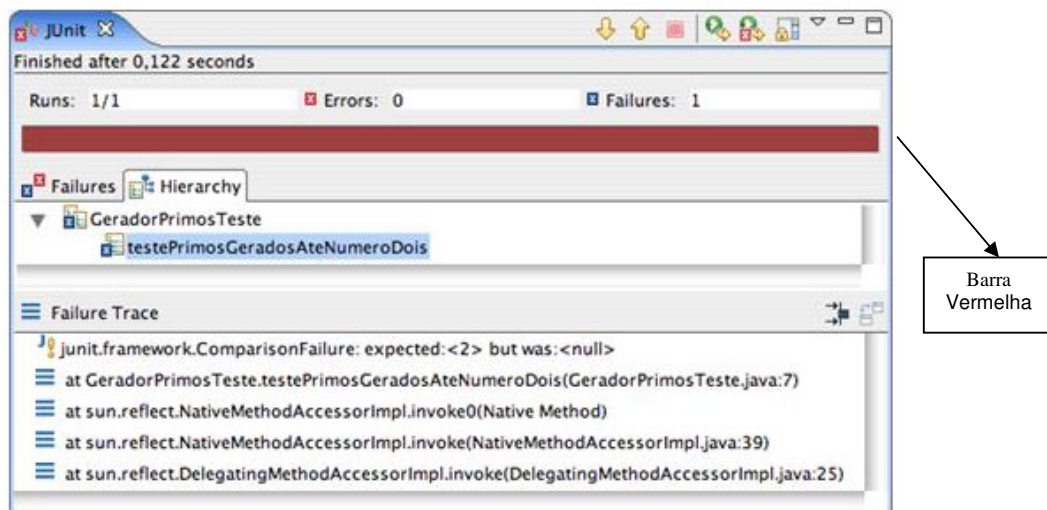 JUnit
Finished after 0,122 seconds
Runs: 1/1 Errors: 0 Failures: 1
Failures Hierarchy
GeradorPrimosTeste
testePrimosGeradosAteNumeroDois
Barra
Vermelha
Failure Trace
junit.framework.ComparisonFailure: expected:<2> but was:<null>
at GeradorPrimosTeste.testePrimosGeradosAteNumeroDois(GeradorPrimosTeste.java:7)
at sun.reflect.NativeMethodAccessorImpl.invoke0(Native Method)
at sun.reflect.NativeMethodAccessorImpl.invoke(NativeMethodAccessorImpl.java:39)
at sun.reflect.DelegatingMethodAccessorImpl.invoke(DelegatingMethodAccessorImpl.java:25)